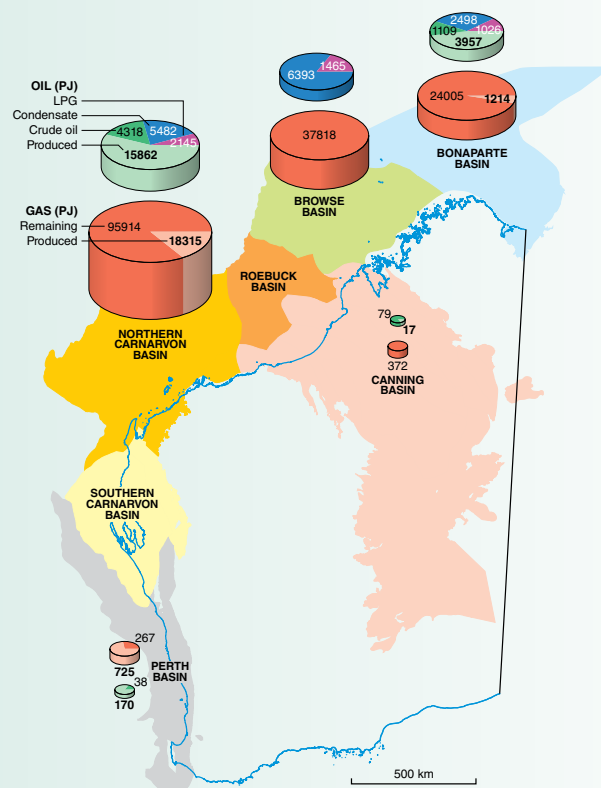 2498
1109
1026
3957
1465
6393
OIL (PJ)
LPG
Condensate
Crude oil
Produced
4318
5482
2145
15862
24005
1214
37818
BONAPARTE
BASIN
BROWSE
BASIN
GAS (PJ)
Remaining
Produced
95914
18315
ROEBUCK
BASIN
NORTHERN
CARNARVON
BASIN
79
17
372
CANNING
BASIN
SOUTHERN
CARNARVON
BASIN
267
725
PERTH
BASIN
38
170
500 km